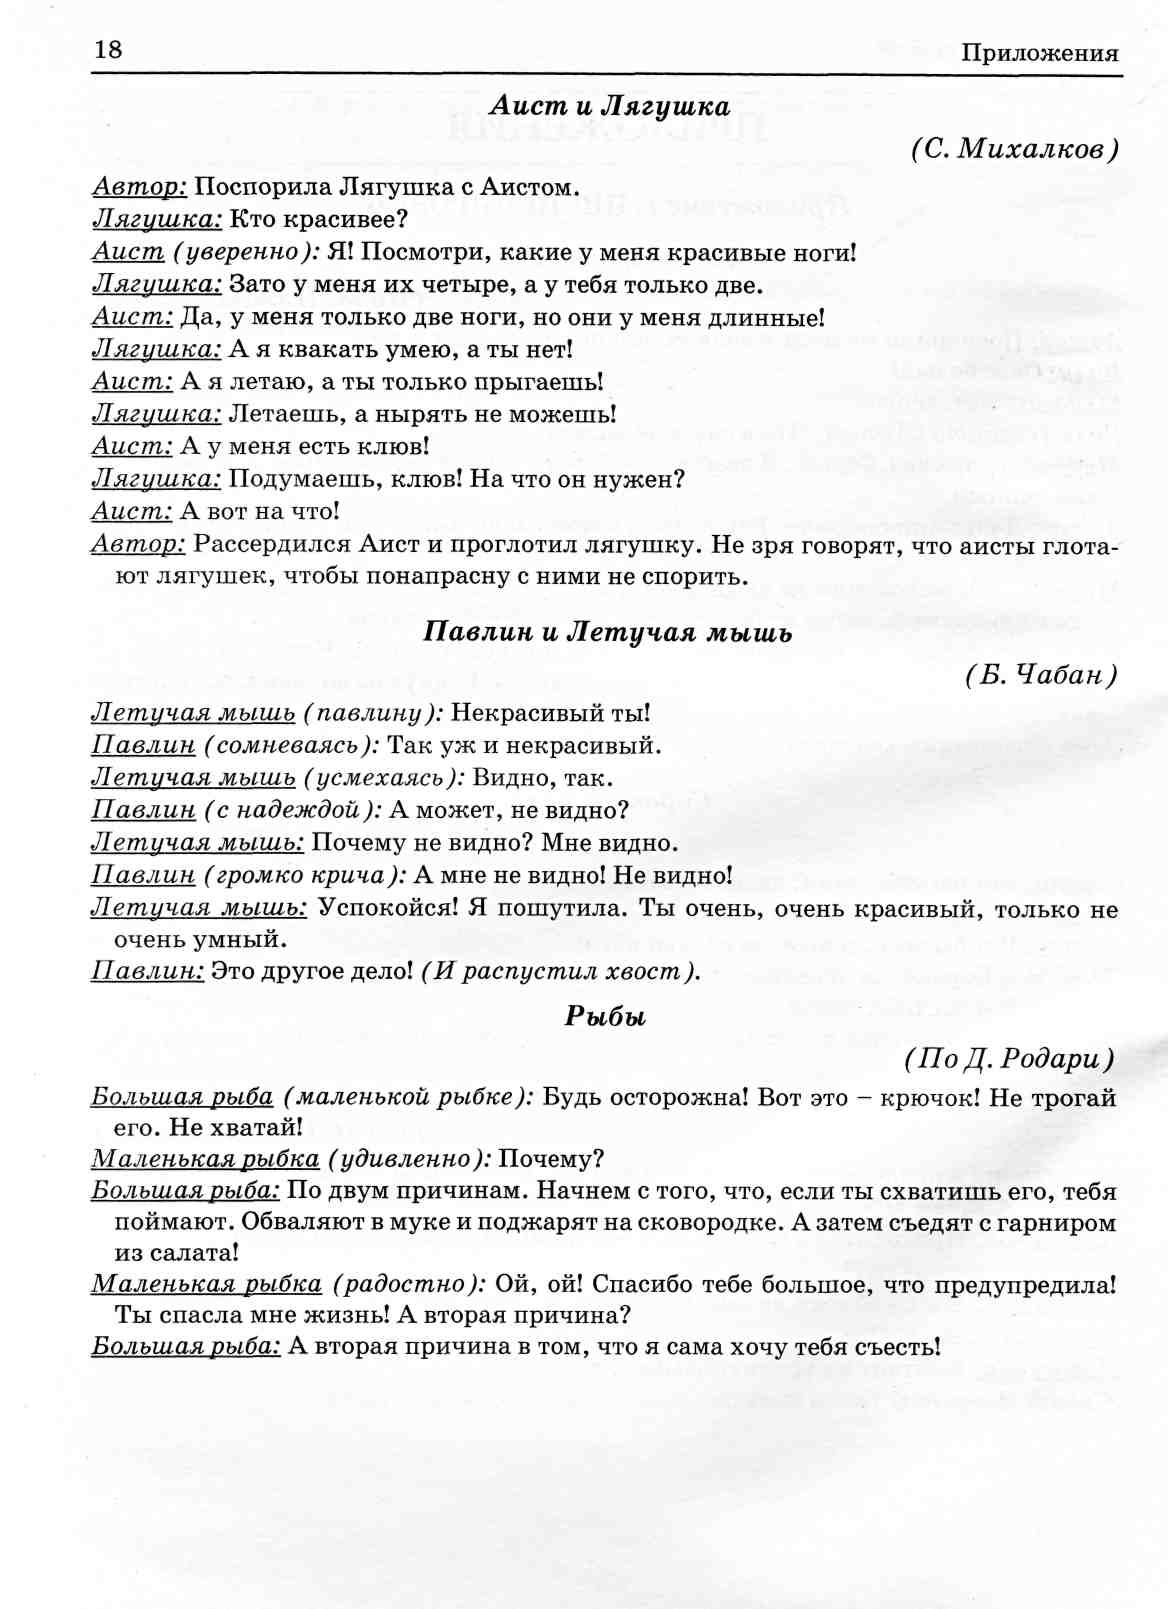 18
Приложения
Аист и Лягушка
(С. Михалков)
Автор: Поспорила Лягушка с Аистом.
Лягушка: Кто красивее?
Аист (уверенно): Я! Посмотри, какие у меня красивые ноги!
Лягушка: Зато у меня их четыре, а у тебя только две.
Аист: Да, у меня только две ноги, но они у меня длинные!
Лягушка: А я квакать умею, а ты нет!
Аист: А я летаю, а ты только прыгаешь!
Лягушка: Летаешь, а нырять не можешь!
Аист: А у меня есть клюв!
Лягушка: Подумаешь, клюв! На что он нужен?
Аист: А вот на что!
Автор: Рассердился Аист и проглотил лягушку. Не зря говорят, что аисты глота-
ют лягушек, чтобы понапрасну с ними не спорить.
Павлин и Летучая мышь
(Б. Чабан)
Летучая мышь (павлину): Некрасивый ты!
Павлин (сомневаясь): Так уж и некрасивый.
Летучая мышь (усмехаясь): Видно, так.
Павлин (с надеждой): А может, не видно?
Летучая мышь: Почему не видно? Мне видно.
Павлин (громко крича): А мне не видно! Не видно!
Летучая мышь: Успокойся! Я пошутила. Ты очень, очень красивый, только не
очень умный.
Павлин: Это другое дело! (И распустил хвост).
Рыбы
(По Д. Родари)
Большая рыба (маленькой рыбке): Будь осторожна! Вот это – крючок! Не трогай
его. Не хватай!
Маленькая рыбка (удивленно): Почему?
Большая рыба: По двум причинам. Начнем с того, что, если ты схватишь его, тебя
поймают. Обваляют в муке и поджарят на сковородке. А затем съедят с гарниром
из салата!
Маленькая рыбка (радостно): Ой, ой! Спасибо тебе большое, что предупредила!
Ты спасла мне жизнь! А вторая причина?
Большая рыба: А вторая причина в том, что я сама хочу тебя съесть!